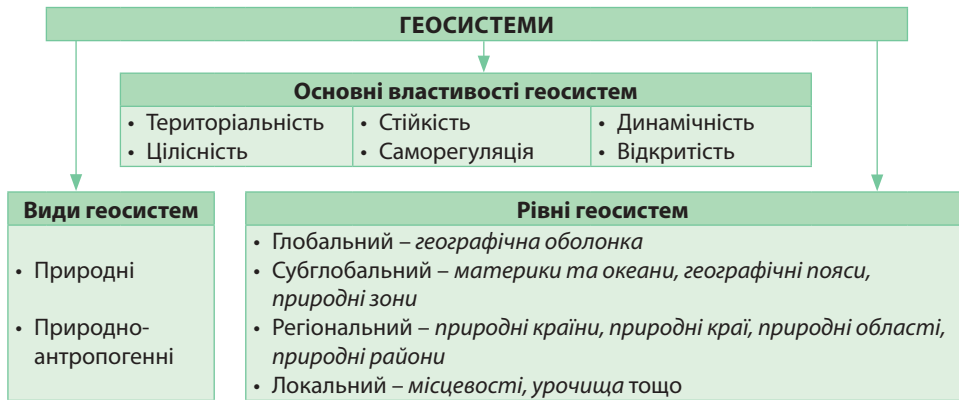 ГЕОСИСТЕМИ
Основні властивості геосистем
• Територіальність
• Цілісність
• Стійкість
• Саморегуляція
• Динамічність
• Відкритість
Види геосистем
• Природні
• Природно-
антропогенні
Рівні геосистем
• Глобальний – географічна оболонка
• Субглобальний – материки та океани, географічні пояси,
природні зони
• Регіональний – природні країни, природні краї, природні області,
природні райони
• Локальний – місцевості, урочища тощо